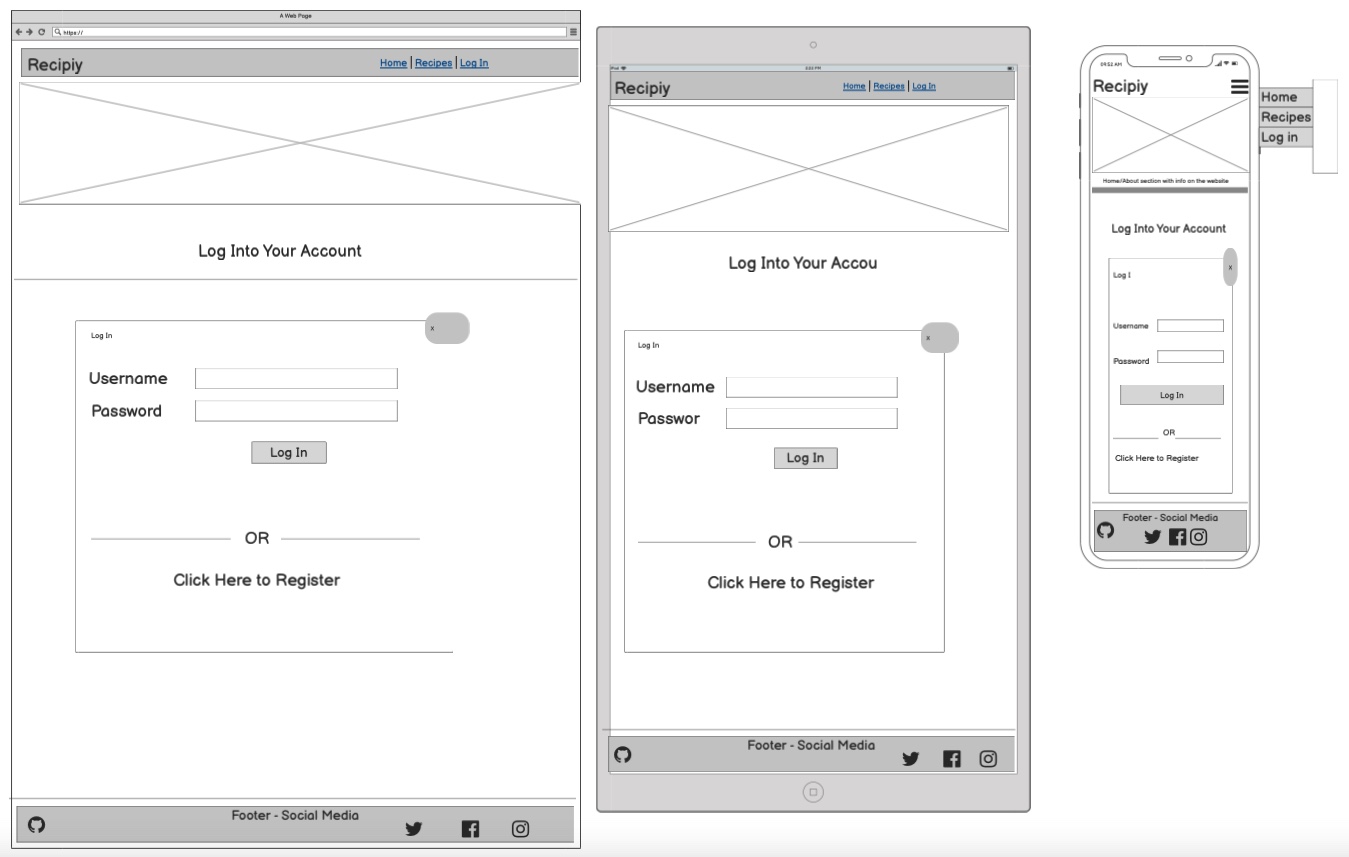 A Web Page
https://
Recipiy
Home | Recipes | Log In
Log Into Your Account
Log In
x
Username
Password
Log In
OR
Click Here to Register
Footer - Social Media
iPad
3:30 PM
Recipiy
Home | Recipes | Log In
Log Into Your Accou
Log In
x
Username
Passwor
Log In
OR
Click Here to Register
Footer - Social Media
09:52 AM
Recipiy
Home
Recipes
Log in
Home/About section with info on the website
Log Into Your Account
Log I
x
Username
Password
Log In
OR
Click Here to Register
Footer - Social Media